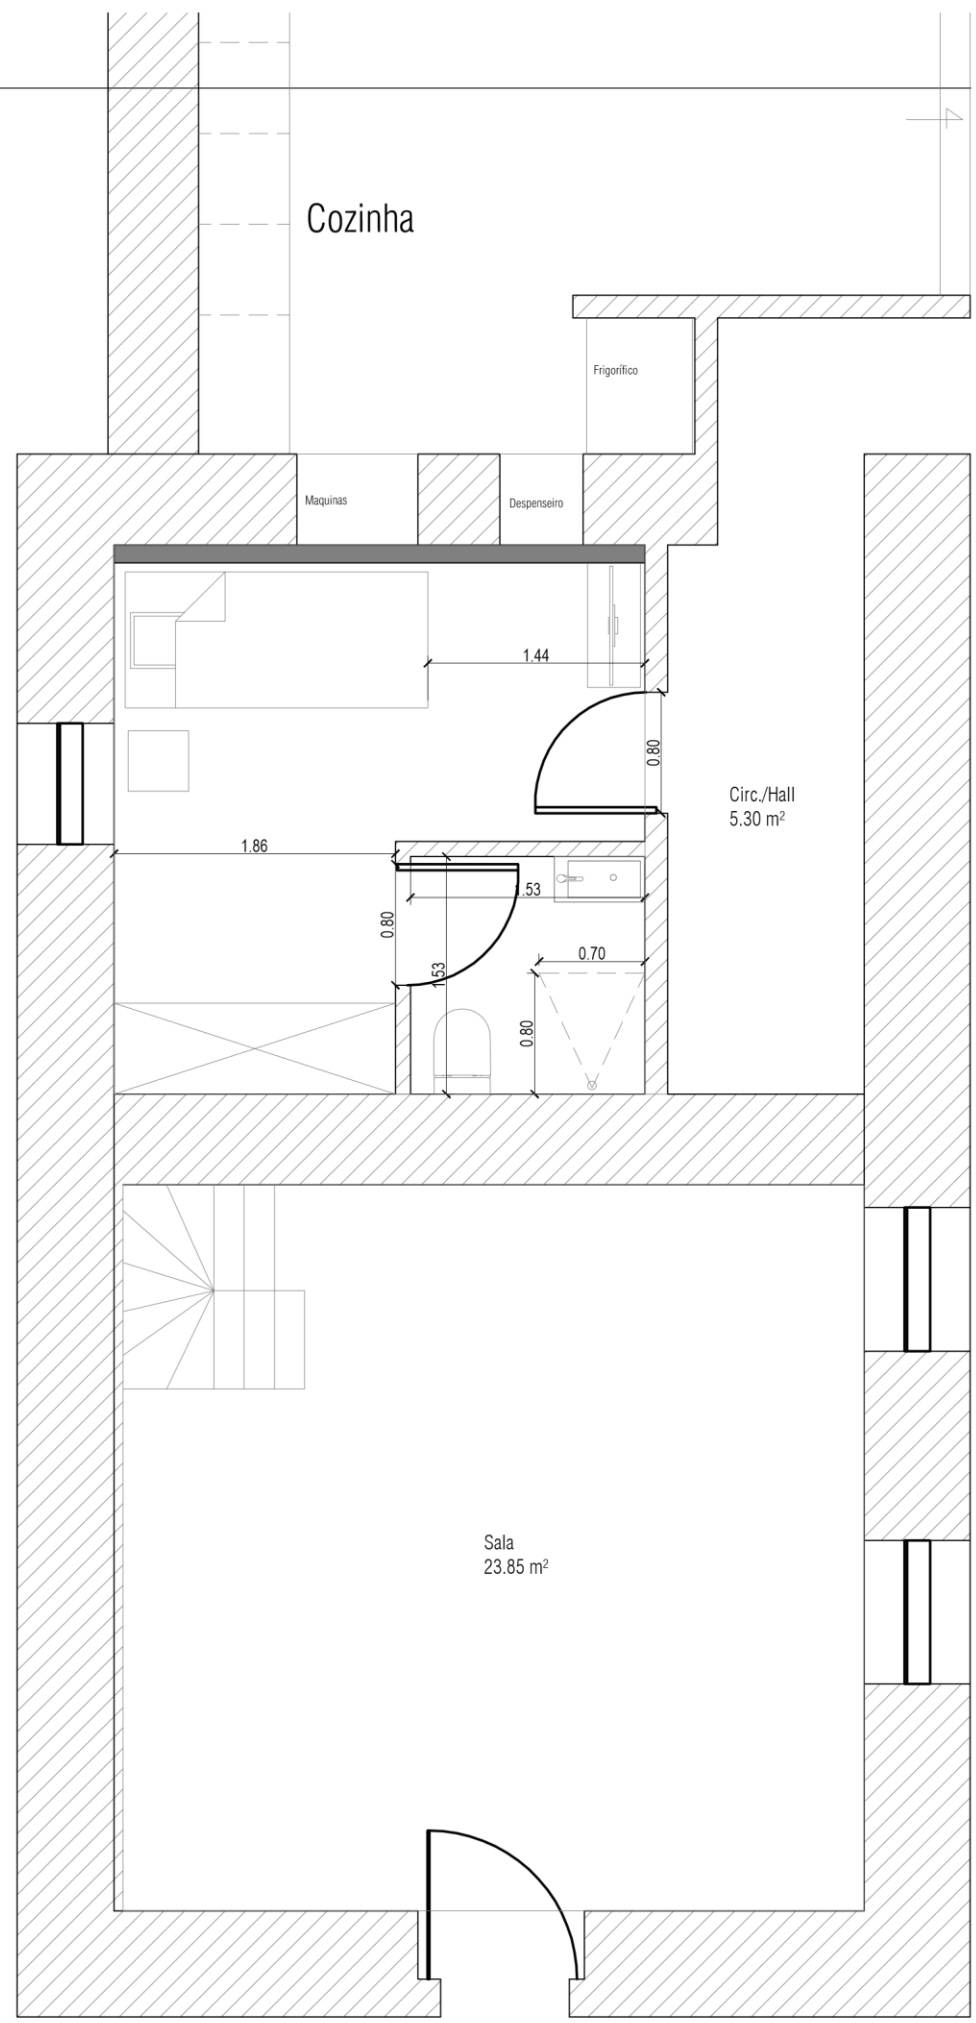 4
Cozinha
Frigorífico
Maquinas
Despenseiro
1.44
0.80
Circ./Hall
5.30 m²
1.86
1.53
0.80
0.70
1.53
0.80
Sala
23.85 m²